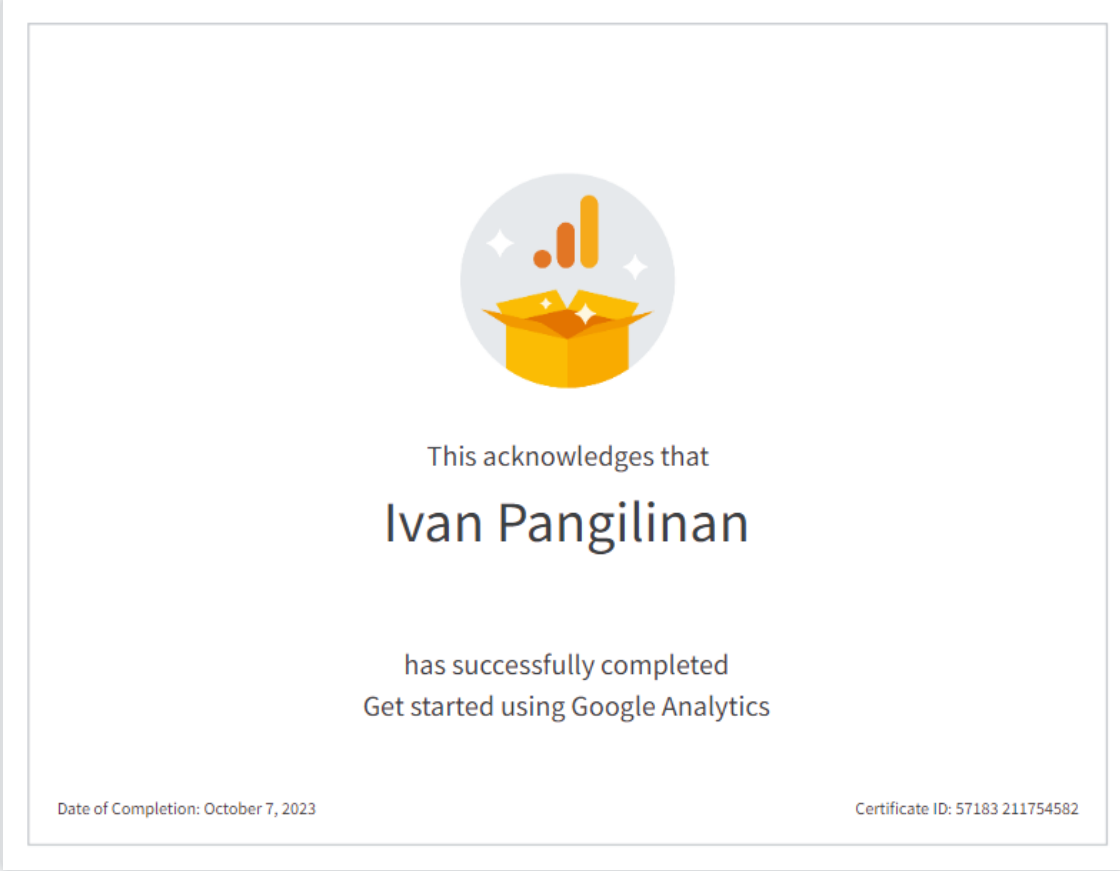 This acknowledges that
Ivan Pangilinan
has successfully completed
Get started using Google Analytics
Date of Completion: October 7, 2023
Certificate ID: 57183 211754582